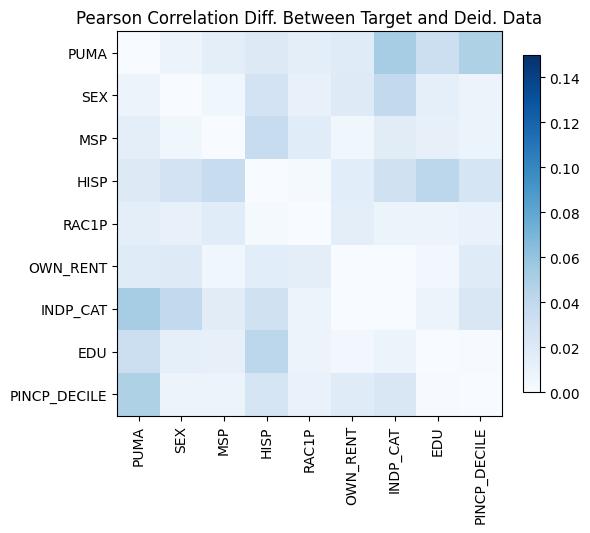 Pearson Correlation Diff. Between Target and Deid. Data
PUMA
SEX
MSP
HISP
RAC1P
OWN_RENT
INDP_CAT
EDU
PINCP_DECILE
PUMA
SEX
MSP
HISP
RAC1P
OWN_RENT
INDP_CAT
EDU
PINCP_DECILE
0.14
0.12
0.10
0.08
0.06
0.04
0.02
0.00